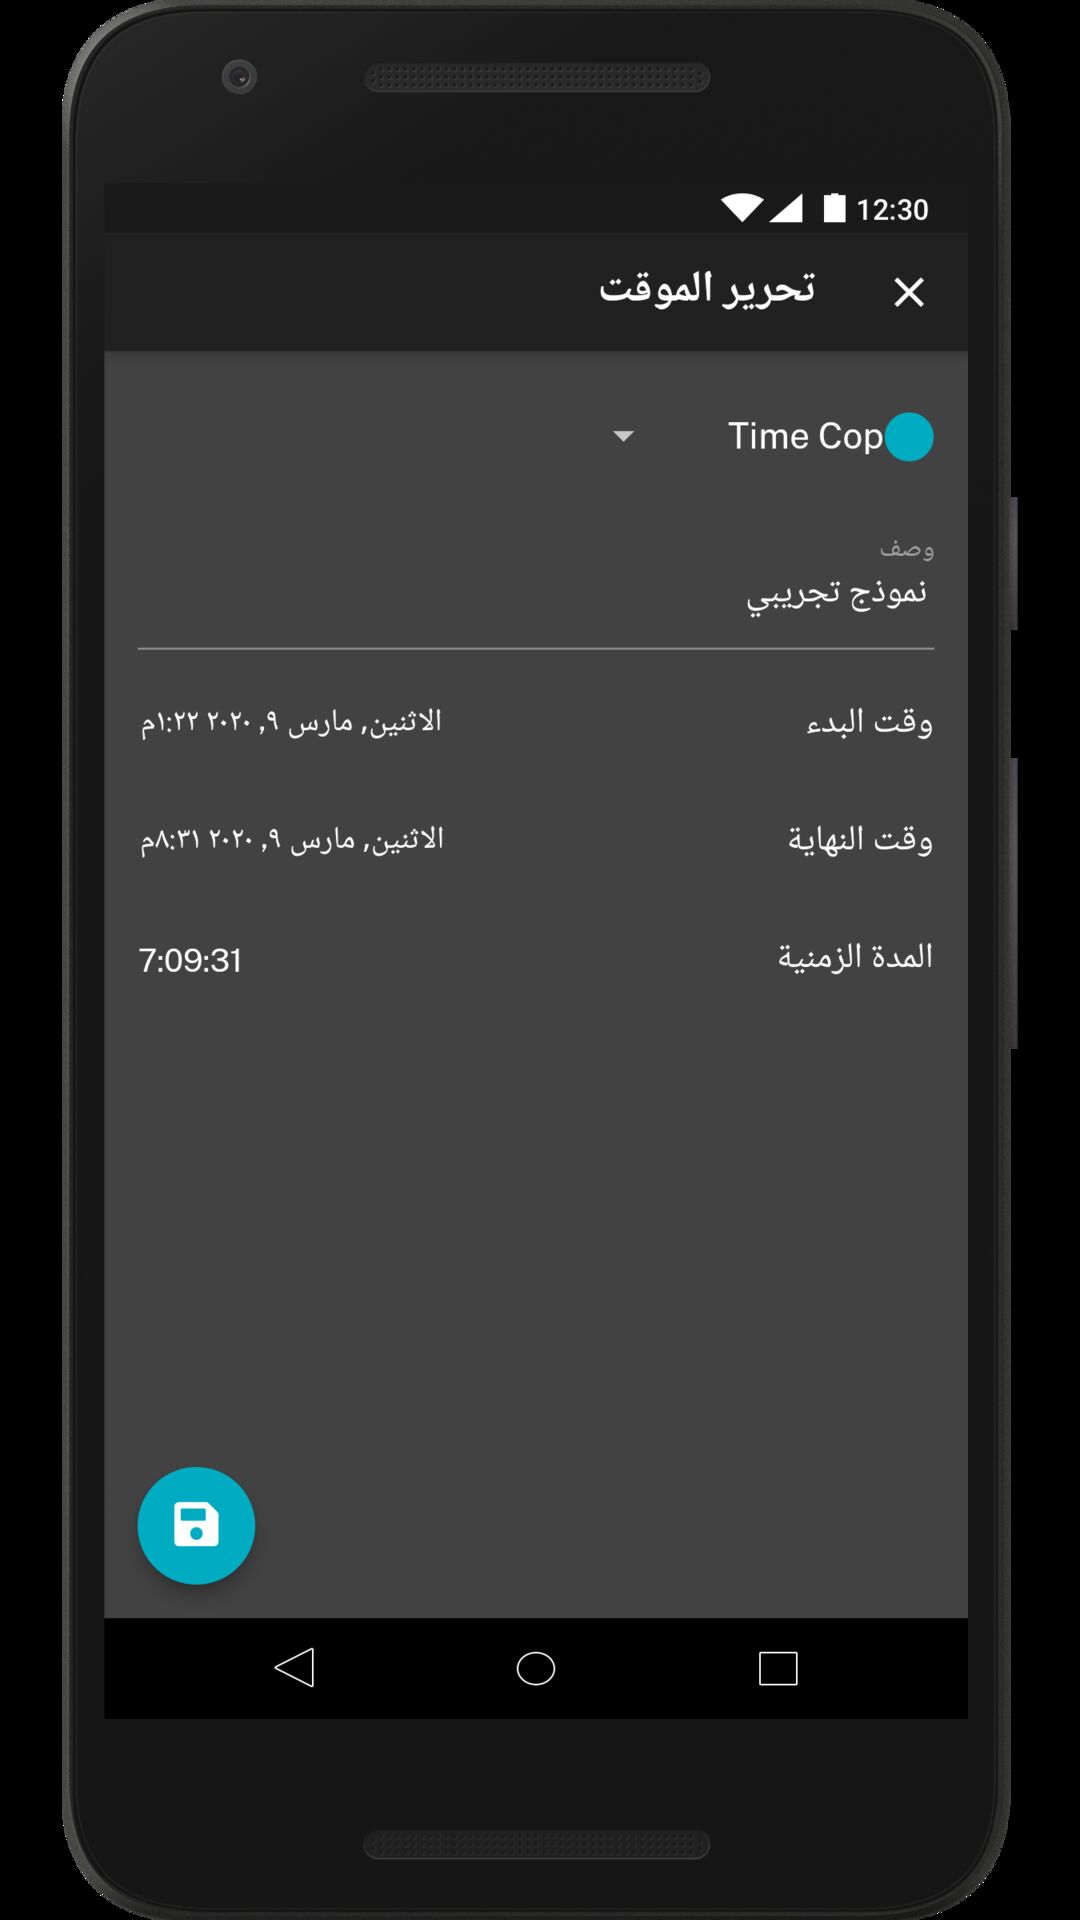 12:30
تحرير الموقت
Time Cop
وصف
نموذج تجريبي
وقت البدء
الاثنين, مارس ٩, ٢٠٢٠ ١:٢٢م
وقت النهاية
الاثنين, مارس ٩, ٢٠٢٠ ٨:٣١م
المدة الزمنية
7:09:31